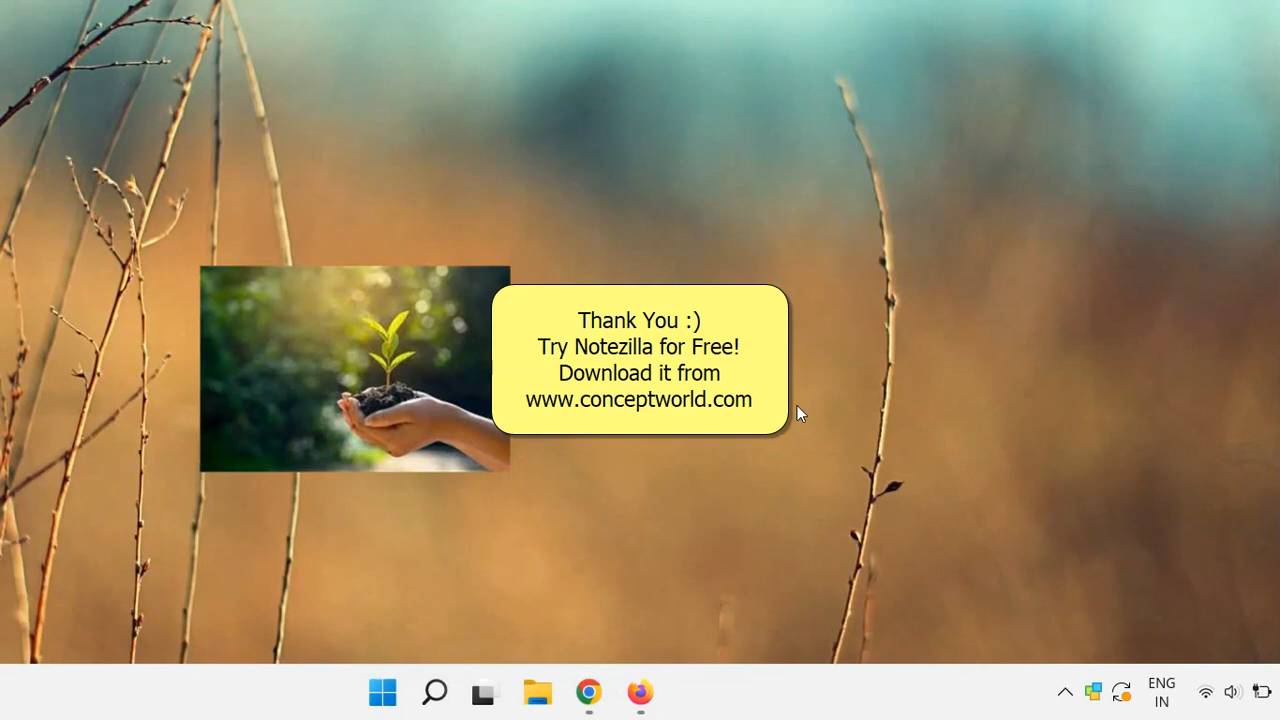 Thank You :)
Try Notezilla for Free!
Download it from
www.conceptworld.com
ENG
IN